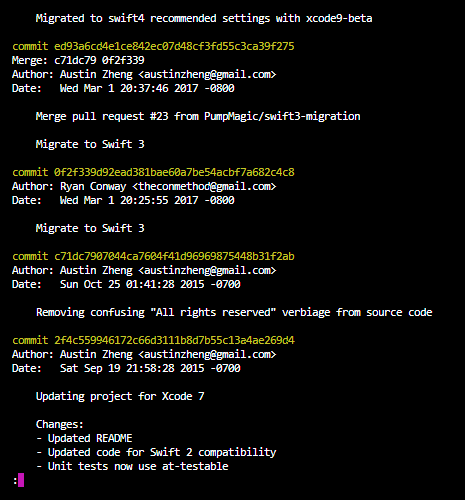 Migrated to swift4 recommended settings with xcode9-beta
commit ed93a6cd4e1ce842ec07d48cf3fd55c3ca39f275
Merge: c71dc79 0f2f339
Author: Austin Zheng <austinzheng@gmail.com>
Date:   Wed Mar 1 20:37:46 2017 -0800
Merge pull request #23 from PumpMagic/swift3-migration
Migrate to Swift 3
commit 0f2f339d92ead381bae60a7be54acbf7a682c4c8
Author: Ryan Conway <theconmethod@gmail.com>
Date:   Wed Mar 1 20:25:55 2017 -0800
Migrate to Swift 3
commit c71dc7907044ca7604f41d96969875448b31f2ab
Author: Austin Zheng <austinzheng@gmail.com>
Date:   Sun Oct 25 01:41:28 2015 -0700
Removing confusing "All rights reserved" verbiage from source code
commit 2f4c559946172c66d3111b8d7b55c13a4ae269d4
Author: Austin Zheng <austinzheng@gmail.com>
Date:   Sat Sep 19 21:58:28 2015 -0700
Updating project for Xcode 7
Changes:
- Updated README
- Updated code for Swift 2 compatibility
- Unit tests now use at-testable
: